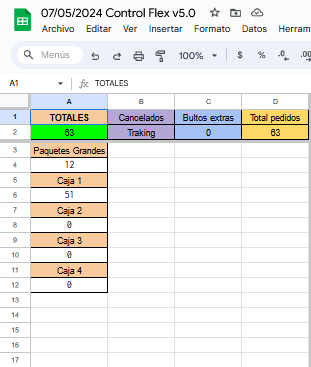 07/05/2024 Control Flex v5.0
Archivo Editar Ver Insertar Formato Datos Herram
Menús 100% $ % .0 .00
A1 fx TOTALES
A B C D
1 TOTALES Cancelados Bultos extras Total pedidos
2 63 Traking 0 63
3 Paquetes Grandes
4 12
5 Caja 1
6 51
7 Caja 2
8 0
9 Caja 3
10 0
11 Caja 4
12 0
13
14
15
16
17